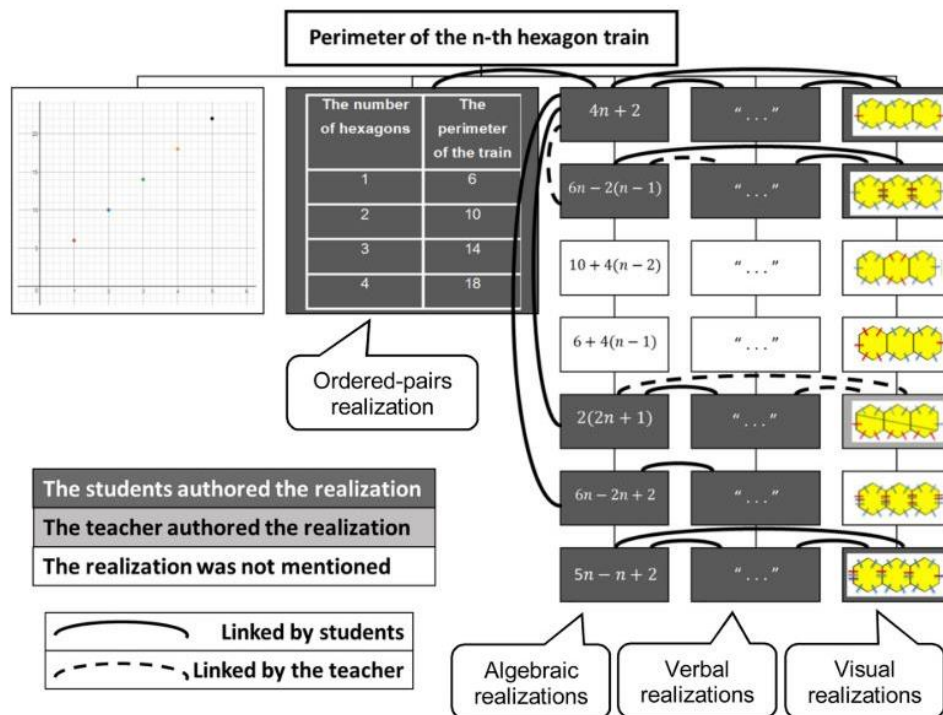 Perimeter of the n-th hexagon train
The number
of hexagons
The
perimeter
of the train
1
6
2
10
3
14
4
18
Ordered-pairs
realization
4n + 2
“ . . . ”
6n − 2(n − 1)
“ . . . ”
10 + 4(n − 2)
“ . . . ”
6 + 4(n − 1)
“ . . . ”
2(2n + 1)
“ . . . ”
6n − 2n + 2
“ . . . ”
5n − n + 2
“ . . . ”
The students authored the realization
The teacher authored the realization
The realization was not mentioned
Linked by students
Linked by the teacher
Algebraic
realizations
Verbal
realizations
Visual
realizations